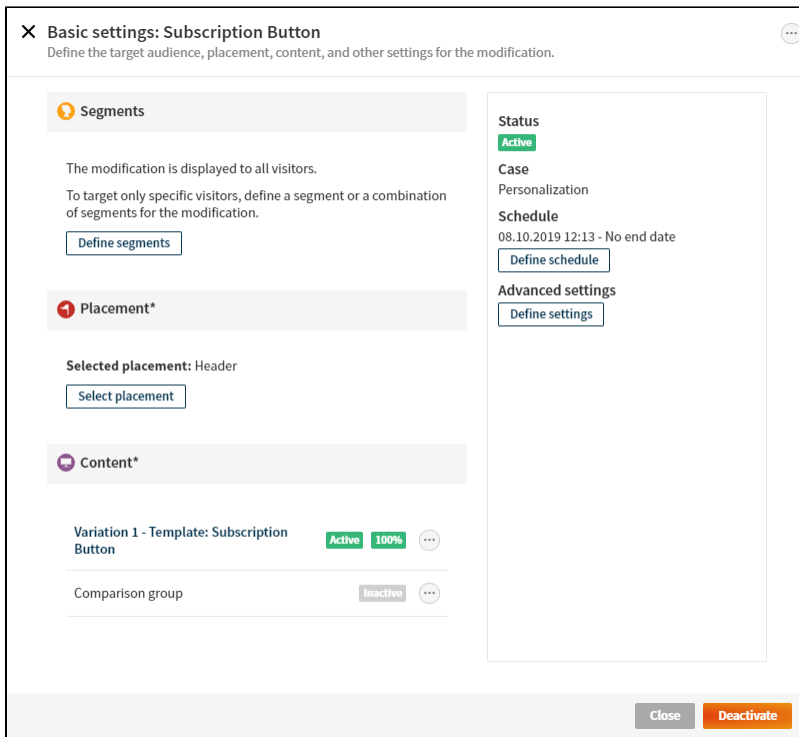 Basic settings: Subscription Button
Define the target audience, placement, content, and other settings for the modification.
Segments
The modification is displayed to all visitors.
To target only specific visitors, define a segment or a combination
of segments for the modification.
Define segments
Placement*
Selected placement: Header
Select placement
Content*
Variation 1 - Template: Subscription
Button
Active 100%
Comparison group
Inactive
Status
Active
Case
Personalization
Schedule
08.10.2019 12:13 - No end date
Define schedule
Advanced settings
Define settings
Close
Deactivate